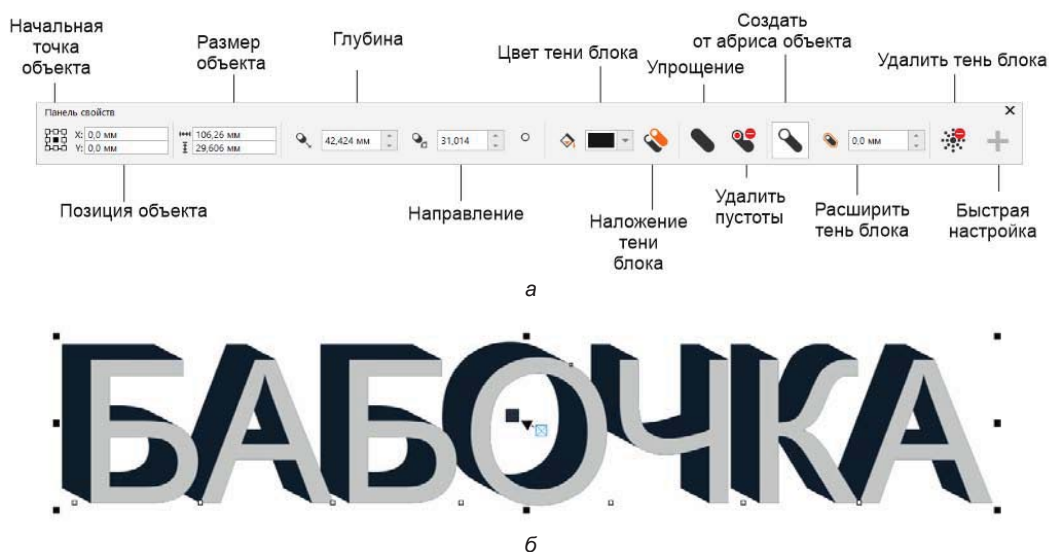 Начальная
точка
объекта
Размер
объекта
Глубина
Цвет тени блока
Упрощение
Создать
от абриса объекта
Удалить тень блока
Панель свойств
X: 0,0 мм
Y: 0,0 мм
106,26 мм
29,606 мм
42,424 мм
31,014
0,0 мм
Позиция объекта
Направление
Наложение
тени
блока
Удалить
пустоты
Расширить
тень блока
Быстрая
настройка
а
БАБОЧКА
б